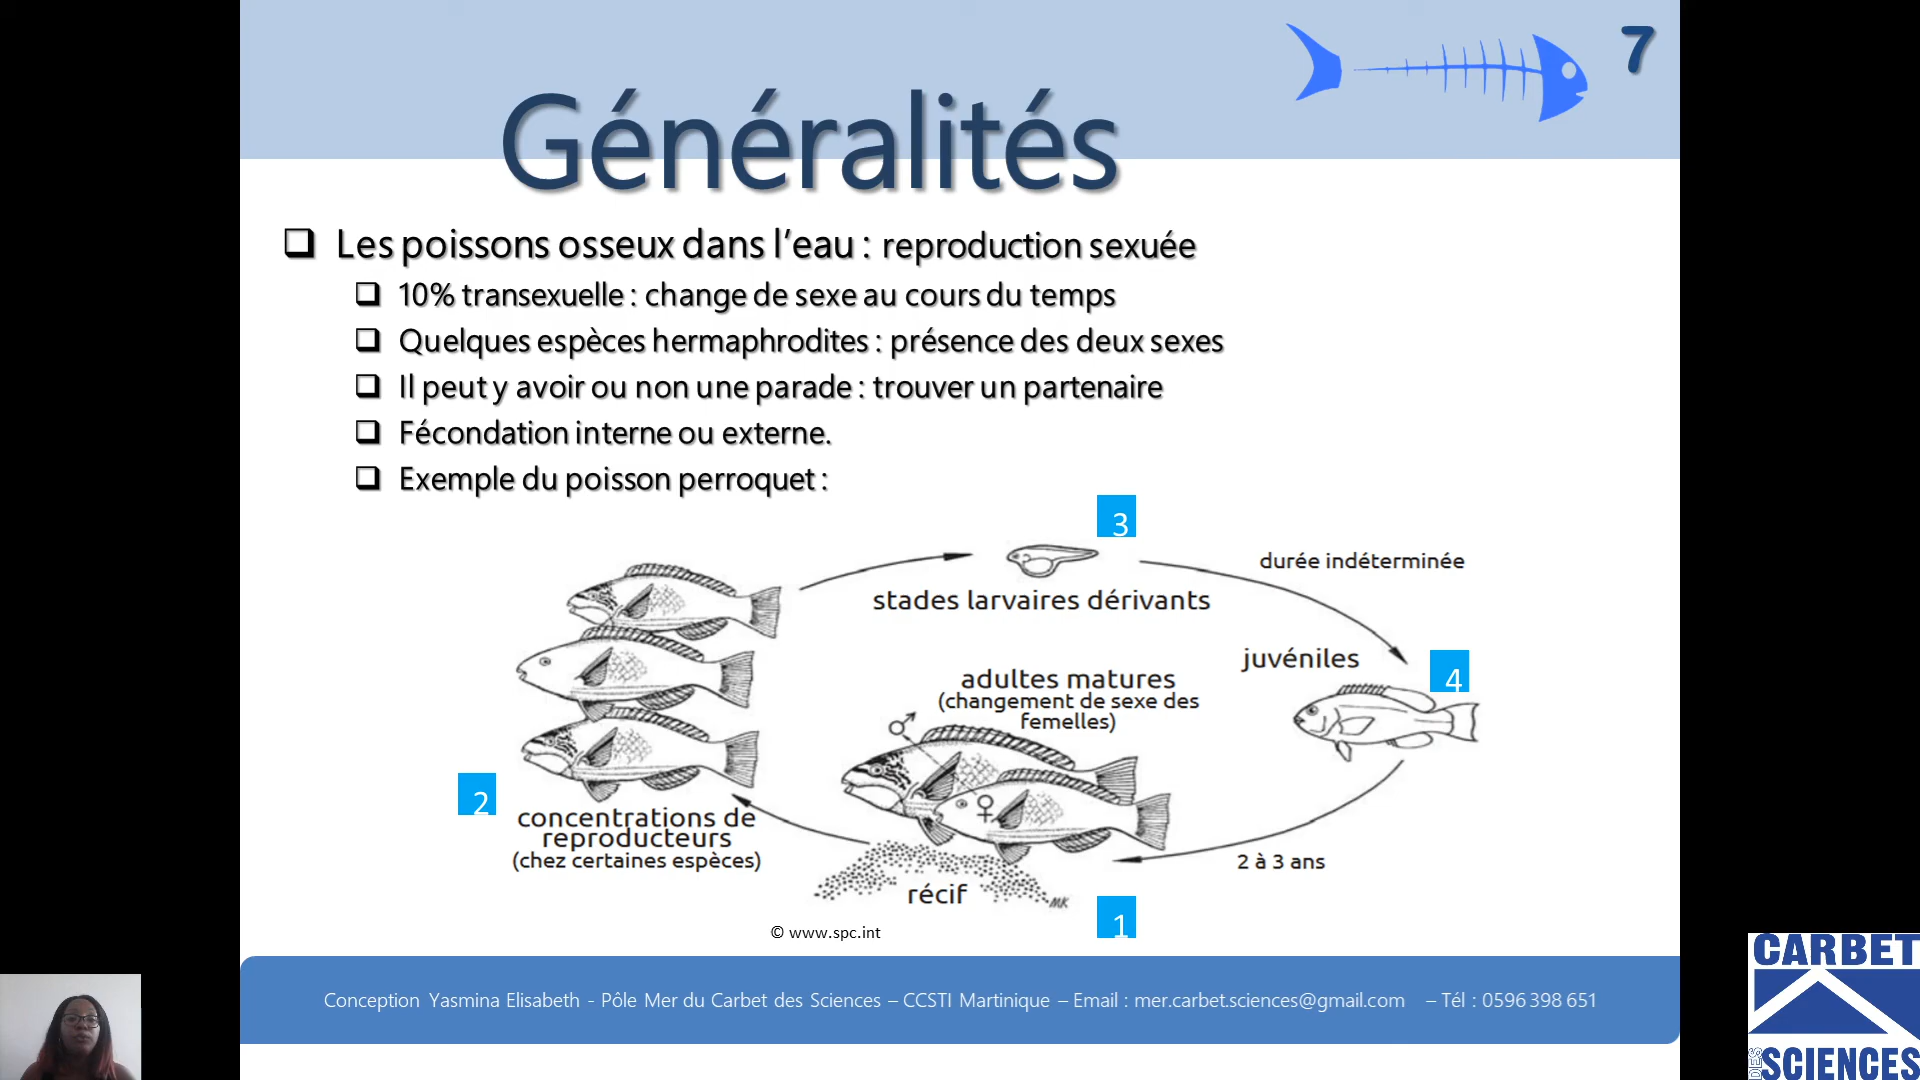 7
Généralités
Les poissons osseux dans l'eau : reproduction sexuée
10% transexuelle : change de sexe au cours du temps
Quelques espèces hermaphrodites : présence des deux sexes
Il peut y avoir ou non une parade : trouver un partenaire
Fécondation interne ou externe.
Exemple du poisson perroquet :
3
durée indéterminée
stades larvaires dérivants
juvéniles
4
adultes matures
(changement de sexe des
femelles)
♂
♀
2
concentrations de
reproducteurs
(chez certaines espèces)
2 à 3 ans
récif
MK
1
© www.spc.int
Conception Yasmina Elisabeth - Pôle Mer du Carbet des Sciences – CCSTI Martinique – Email : mer.carbet.sciences@gmail.com – Tél : 0596 398 651
CARBET
DES
SCIENCES